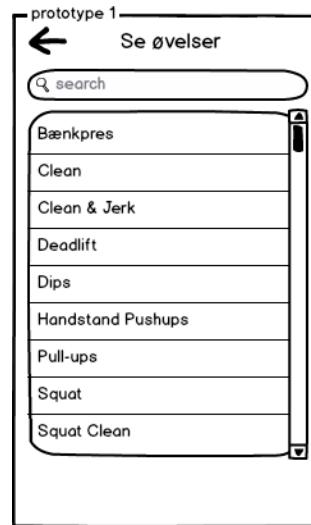 prototype 1
Se øvelser
search
Bænkpres
Clean
Clean & Jerk
Deadlift
Dips
Handstand Pushups
Pull-ups
Squat
Squat Clean